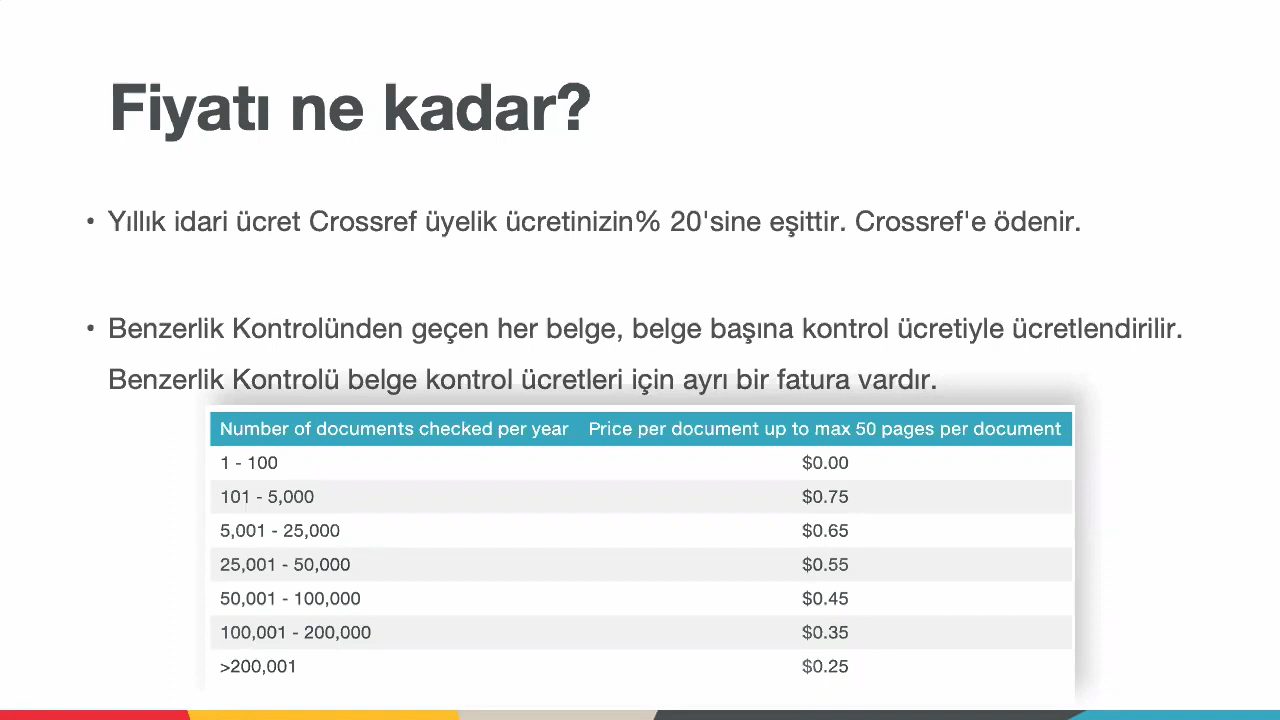 Fiyatı ne kadar?
• Yıllık idari ücret Crossref üyelik ücretinizin% 20'sine eşittir. Crossref'e ödenir.
• Benzerlik Kontrolünden geçen her belge, belge başına kontrol ücretiyle ücretlendirilir.
Benzerlik Kontrolü belge kontrol ücretleri için ayrı bir fatura vardır.
Number of documents checked per year Price per document up to max 50 pages per document
1 - 100 $0.00
101 - 5,000 $0.75
5,001 - 25,000 $0.65
25,001 - 50,000 $0.55
50,001 - 100,000 $0.45
100,001 - 200,000 $0.35
>200,001 $0.25